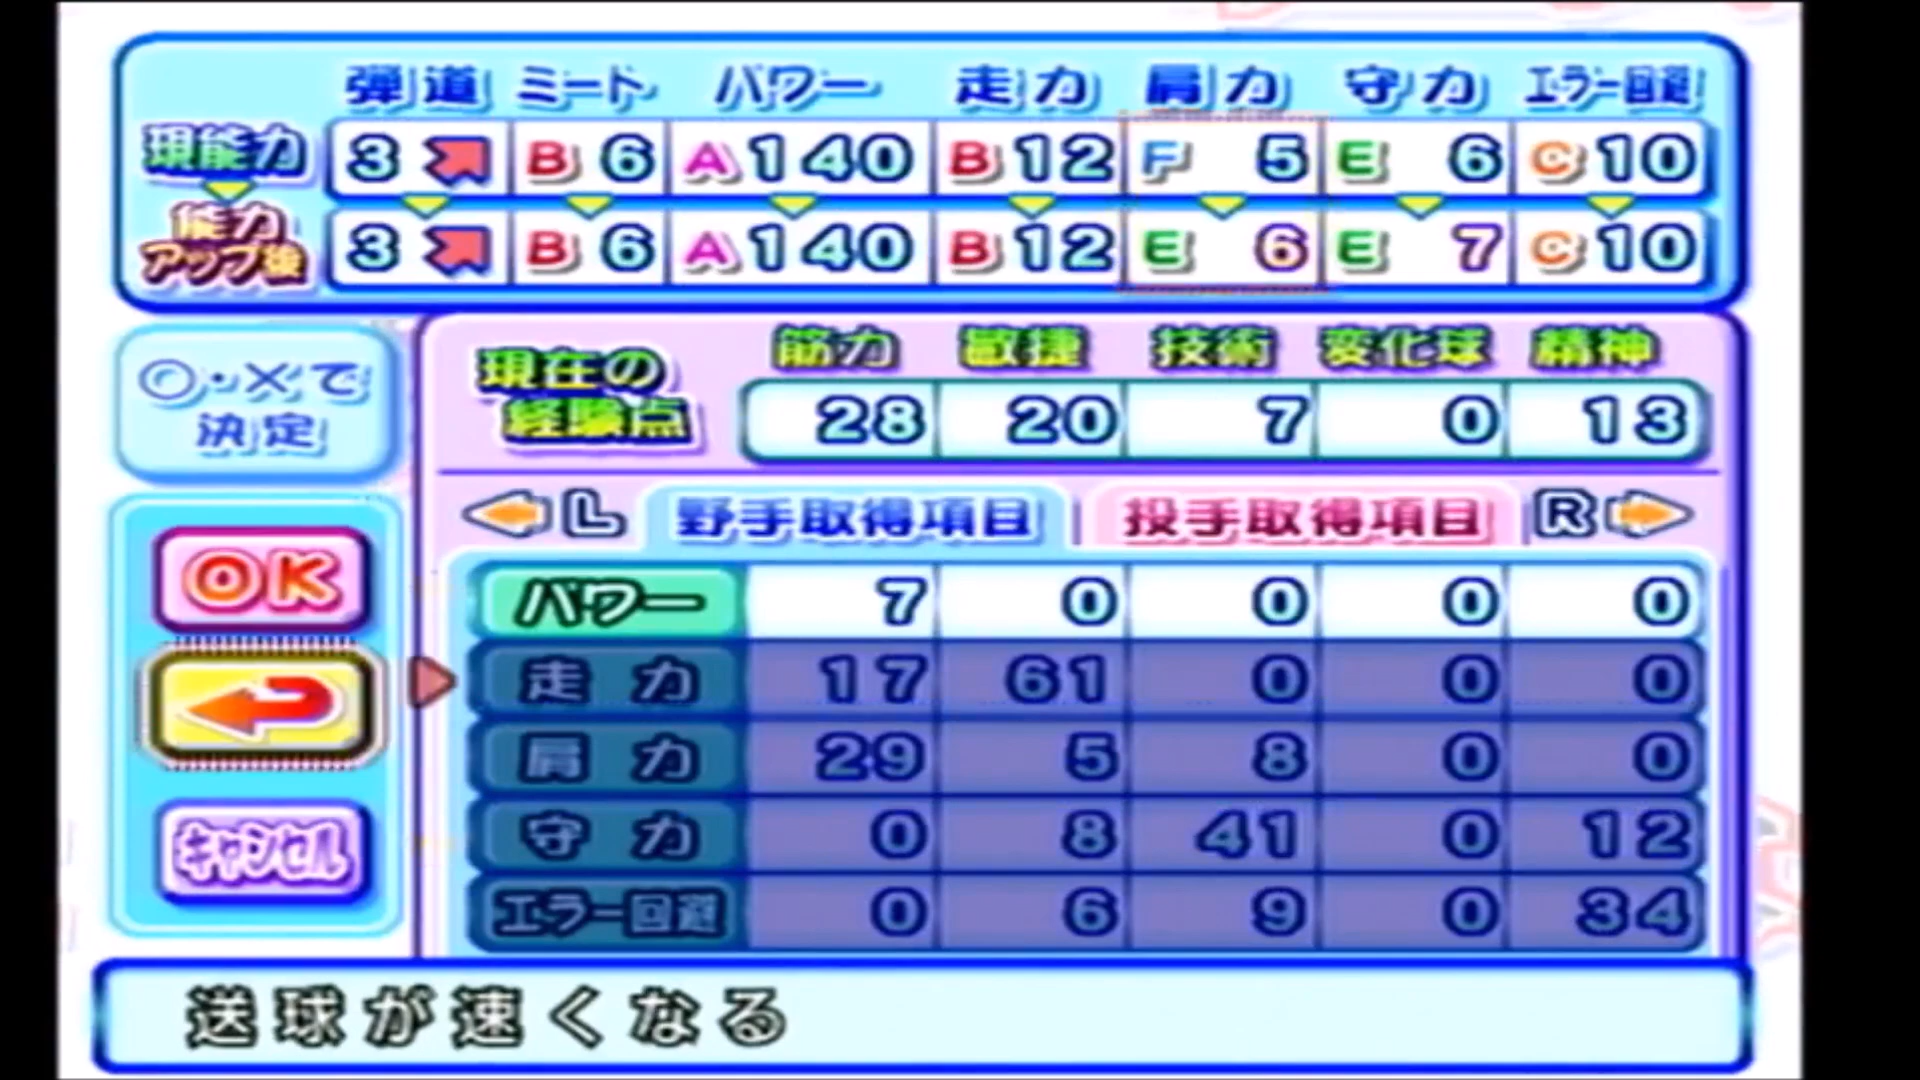 弾道 ミート パワー 走力 肩力 守力 エラー回避
現能力 3 B 6 A 140 B 12 F 5 E 6 C 10
能力アップ後 3 B 6 A 140 B 12 E 6 E 7 C 10
○・×で
決定
筋力 敏捷 技術 変化球 精神
現在の
経験点 28 20 7 0 13
L 野手取得項目 投手取得項目 R
OK
キャンセル
パワー 7 0 0 0 0
走力 17 61 0 0 0
肩力 29 5 8 0 0
守力 0 8 41 0 12
エラー回避 0 6 9 0 34
送球が速くなる